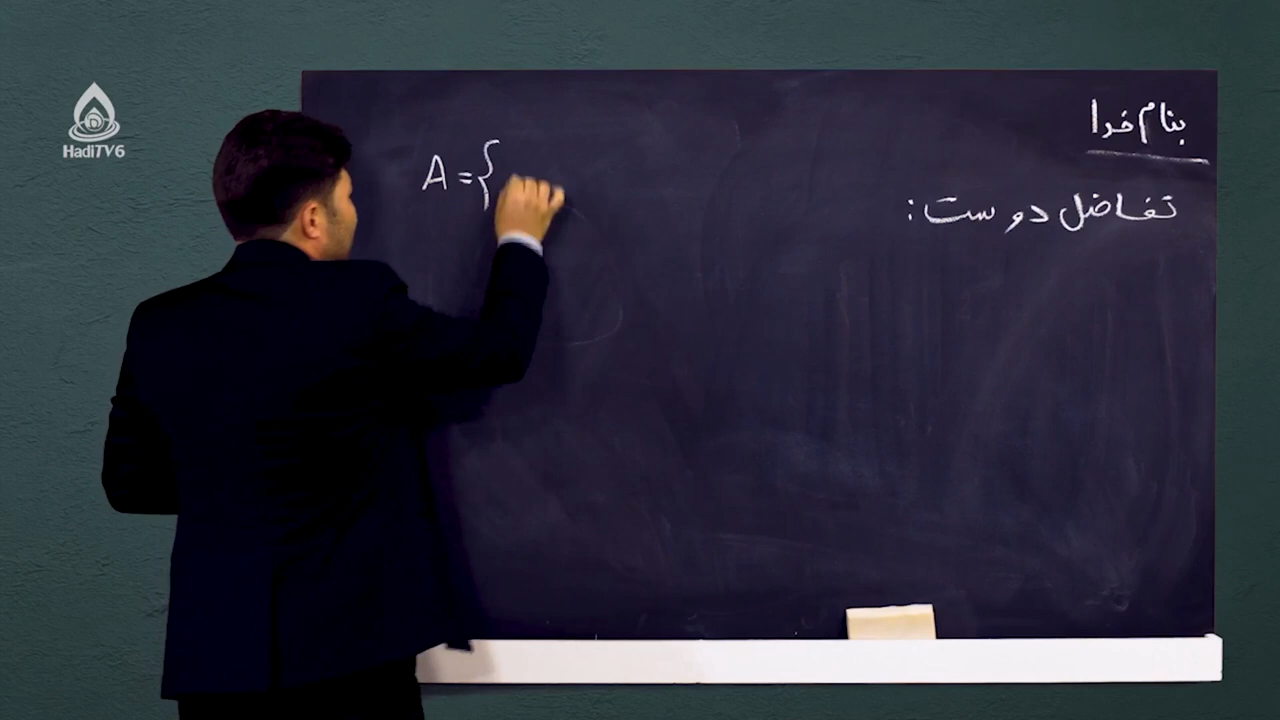 بنام خدا
تفاضل دو ست:
A = {
HadiTV6